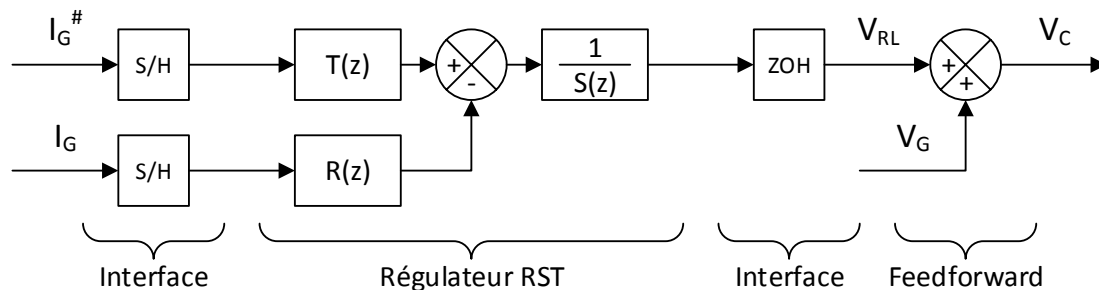 I_G^#
S/H
T(z)
+
-
1
S(z)
ZOH
V_RL
+
+
V_C
I_G
S/H
R(z)
V_G
Interface
Régulateur RST
Interface
Feedforward